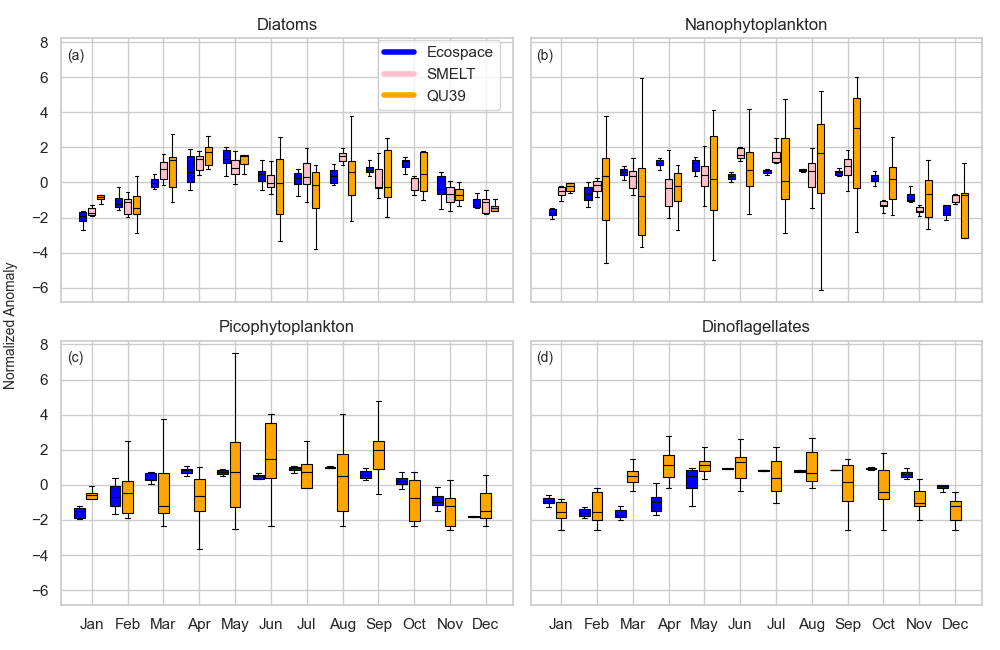 Diatoms
Nanophytoplankton
(a)
Ecospace
SMELT
QU39
8
6
4
2
0
−2
−4
−6
(b)
Normalized Anomaly
Picophytoplankton
Dinoflagellates
(c)
8
6
4
2
0
−2
−4
−6
(d)
Jan Feb Mar Apr May Jun Jul Aug Sep Oct Nov Dec
Jan Feb Mar Apr May Jun Jul Aug Sep Oct Nov Dec